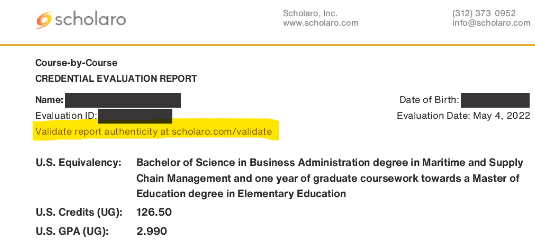 scholaro
Scholaro, Inc.
www.scholaro.com
(312) 373 0952
info@scholaro.com
Course-by-Course
CREDENTIAL EVALUATION REPORT
Name:
Date of Birth:
Evaluation ID:
Evaluation Date: May 4, 2022
Validate report authenticity at scholaro.com/validate
U.S. Equivalency: Bachelor of Science in Business Administration degree in Maritime and Supply
Chain Management and one year of graduate coursework towards a Master of
Education degree in Elementary Education
U.S. Credits (UG): 126.50
U.S. GPA (UG): 2.990